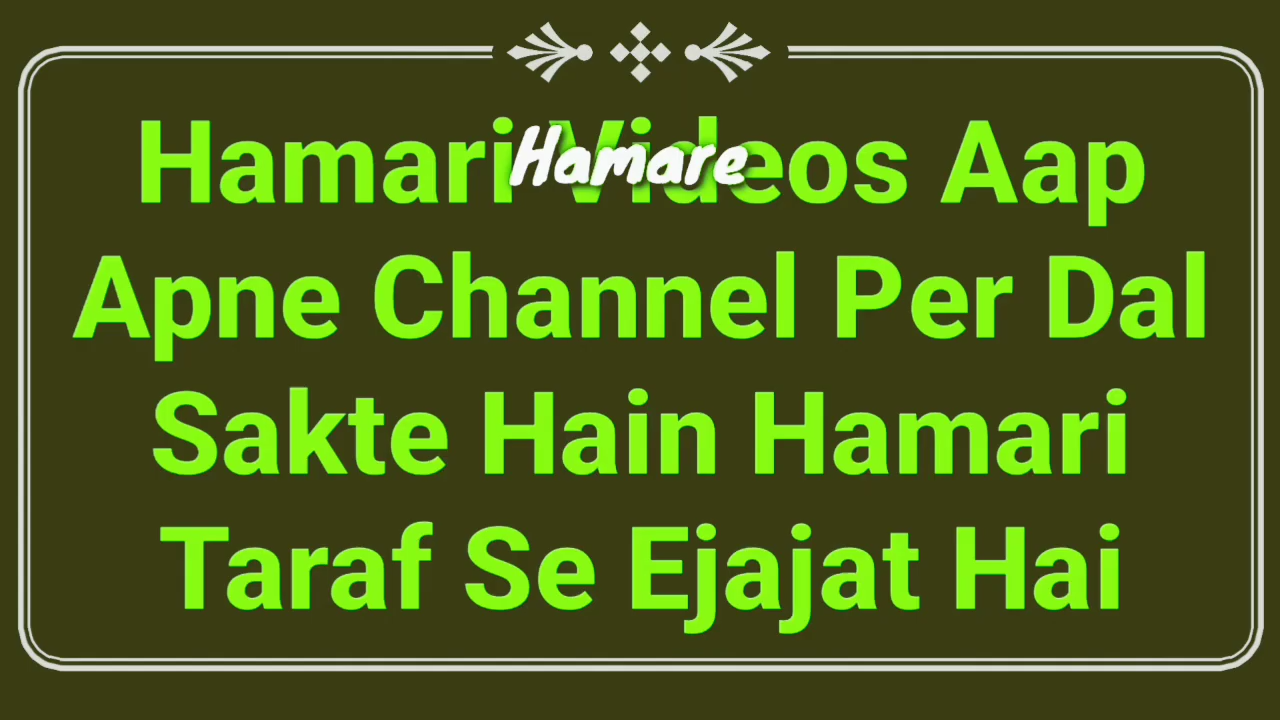 Hamari Videos Aap
Hamare
Apne Channel Per Dal
Sakte Hain Hamari
Taraf Se Ejajat Hai